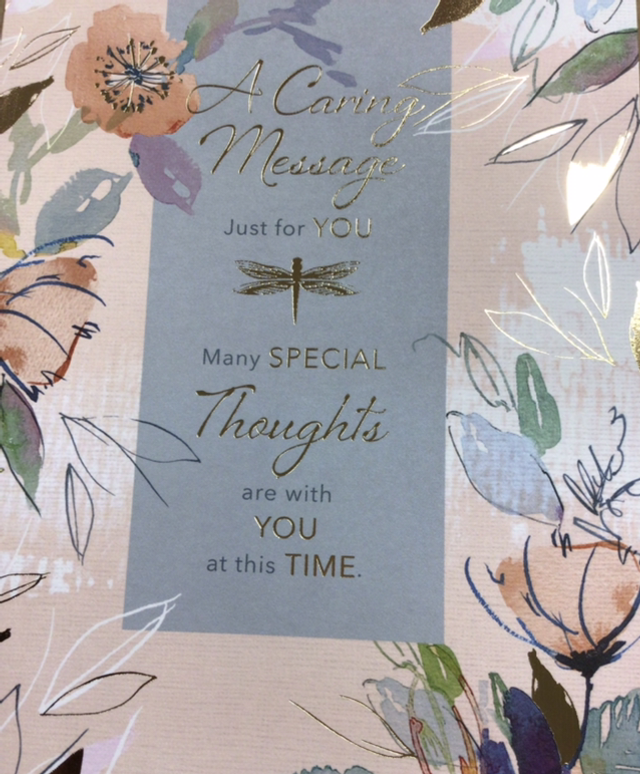 A Caring
Message
Just for YOU
Many SPECIAL
Thoughts
are with
YOU
at this TIME.